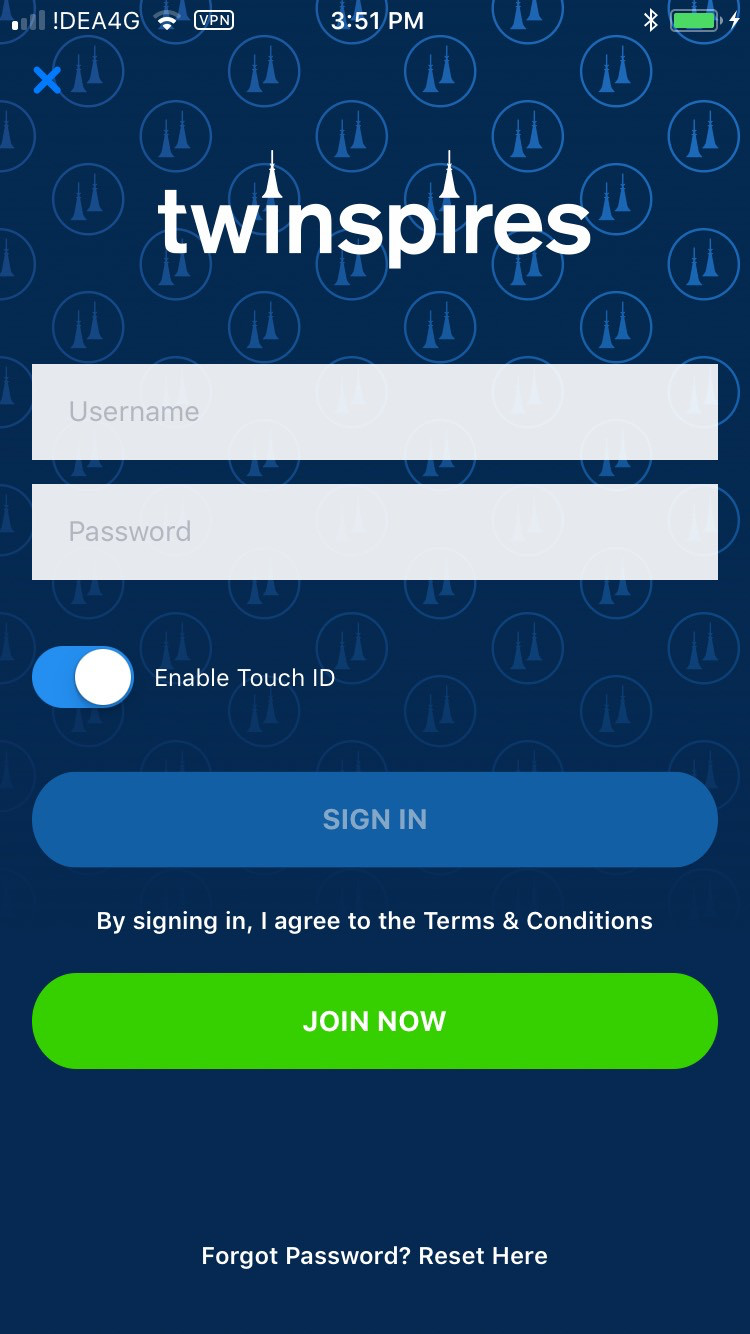 !DEA4G VPN 3:51 PM
twinspires
Username
Password
Enable Touch ID
SIGN IN
By signing in, I agree to the Terms & Conditions
JOIN NOW
Forgot Password? Reset Here